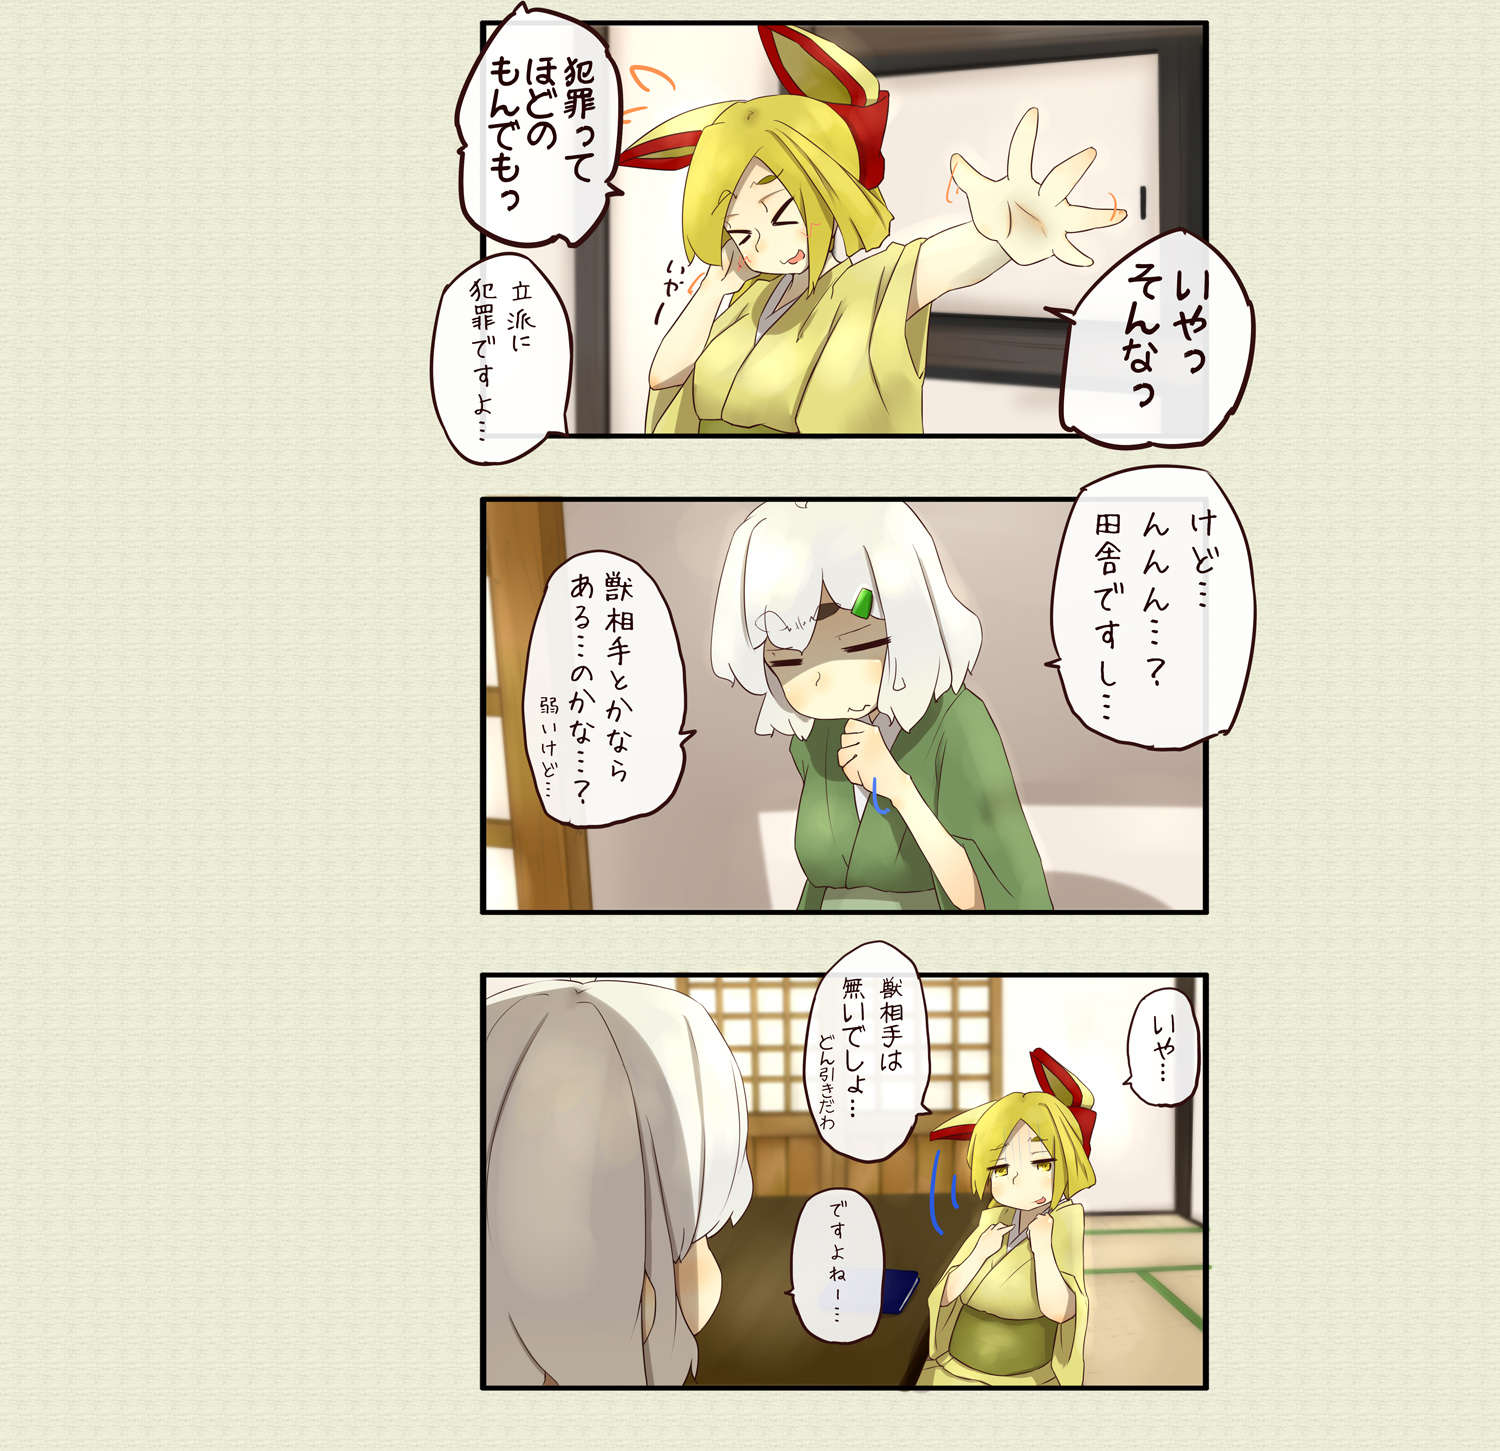 いやっ
そんなっ
犯罪って
ほどの
もんでもっ
いがー
立派に
犯罪ですよ…
けど…
んんん…?
田舎ですし…
獣相手とかなら
ある…のかな…?
弱いけど…
いや…
獣相手は
無いでしょ…
どん引きだわ
ですよねー…